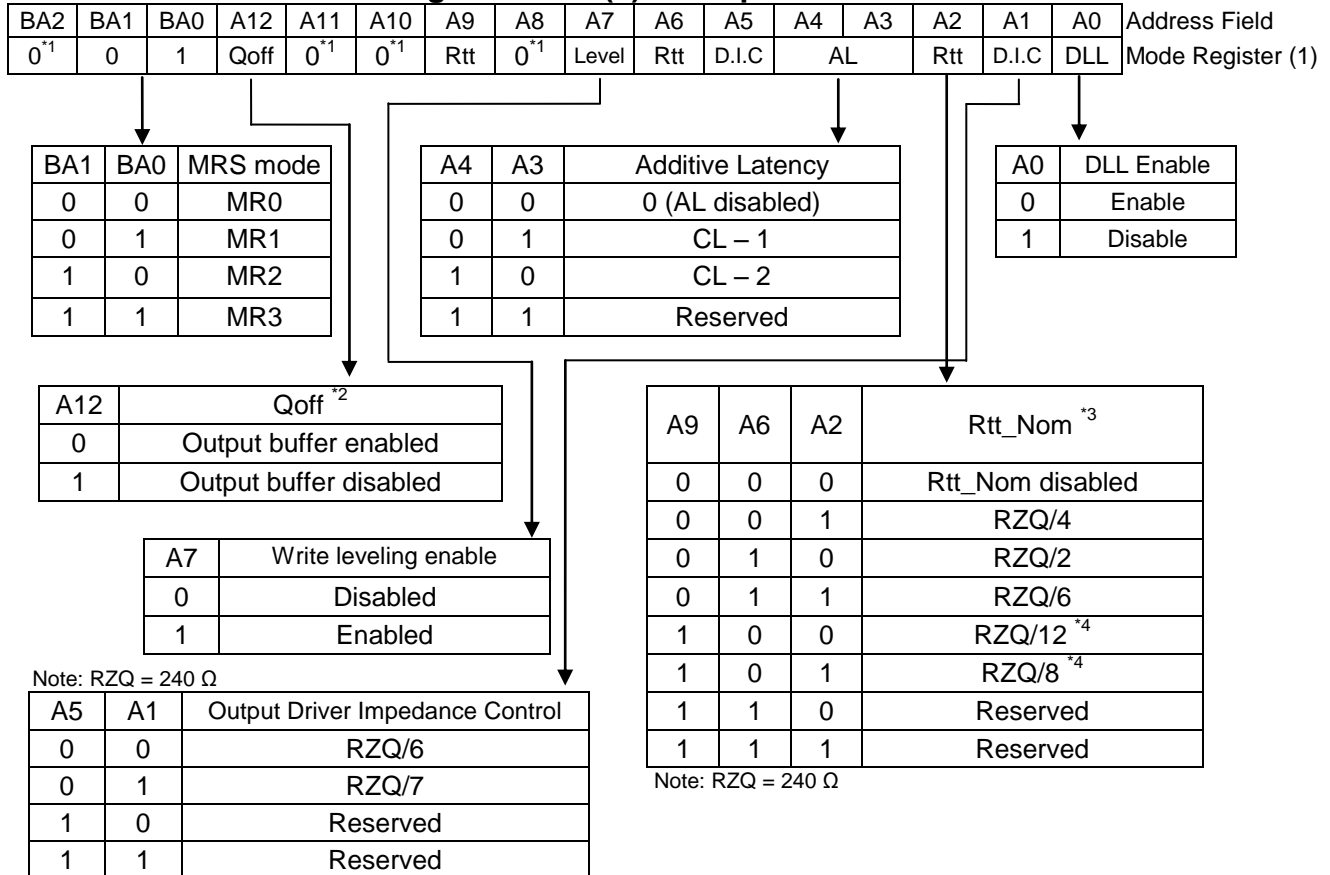 BA2 BA1 BA0 A12 A11 A10 A9 A8 A7 A6 A5 A4 A3 A2 A1 A0 Address Field
0*1 0 1 Qoff 0*1 0*1 Rtt 0*1 Level Rtt D.I.C AL Rtt D.I.C DLL Mode Register (1)
BA1 BA0 MRS mode
0 0 MR0
0 1 MR1
1 0 MR2
1 1 MR3
A4 A3 Additive Latency
0 0 0 (AL disabled)
0 1 CL – 1
1 0 CL – 2
1 1 Reserved
A0 DLL Enable
0 Enable
1 Disable
A12 Qoff *2
0 Output buffer enabled
1 Output buffer disabled
A7 Write leveling enable
0 Disabled
1 Enabled
A9 A6 A2 Rtt_Nom *3
0 0 0 Rtt_Nom disabled
0 0 1 RZQ/4
0 1 0 RZQ/2
0 1 1 RZQ/6
1 0 0 RZQ/12 *4
1 0 1 RZQ/8 *4
1 1 0 Reserved
1 1 1 Reserved
Note: RZQ = 240 Ω
Note: RZQ = 240 Ω
A5 A1 Output Driver Impedance Control
0 0 RZQ/6
0 1 RZQ/7
1 0 Reserved
1 1 Reserved